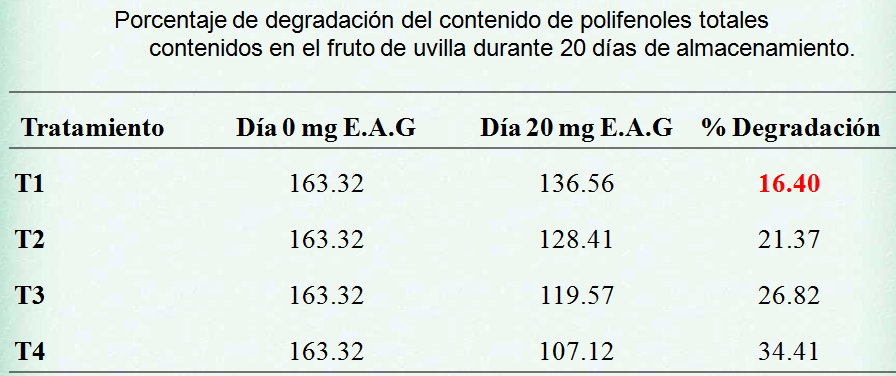 Porcentaje de degradación del contenido de polifenoles totales
contenidos en el fruto de uvilla durante 20 días de almacenamiento.
Tratamiento Día 0 mg E.A.G Día 20 mg E.A.G % Degradación
T1 163.32 136.56 16.40
T2 163.32 128.41 21.37
T3 163.32 119.57 26.82
T4 163.32 107.12 34.41